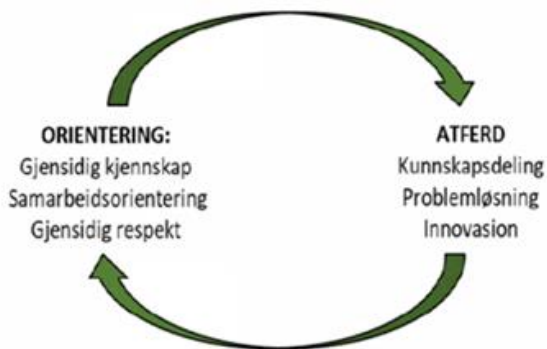 ORIENTERING:
Gjensidig kjennskap
Samarbeidsorientering
Gjensidig respekt
ATFERD
Kunnskapsdeling
Problemløsning
Innovasion